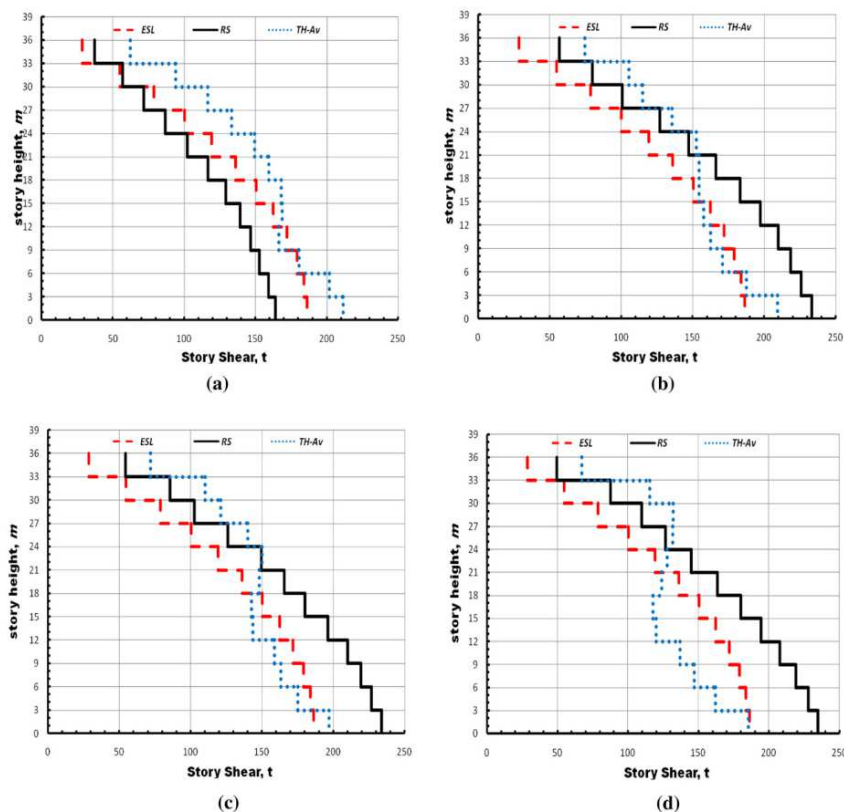 ESL RS TH-Av
39
36
33
30
27
24
21
18
15
12
9
6
3
0
story height, m
0 50 100 150 200 250
Story Shear, t
(a)
ESL RS TH-Av
39
36
33
30
27
24
21
18
15
12
9
6
3
0
story height, m
0 50 100 150 200 250
Story Shear, t
(b)
ESL RS TH-Av
39
36
33
30
27
24
21
18
15
12
9
6
3
0
story height, m
0 50 100 150 200 250
Story Shear, t
(c)
ESL RS TH-Av
39
36
33
30
27
24
21
18
15
12
9
6
3
0
story height, m
0 50 100 150 200 250
Story Shear, t
(d)